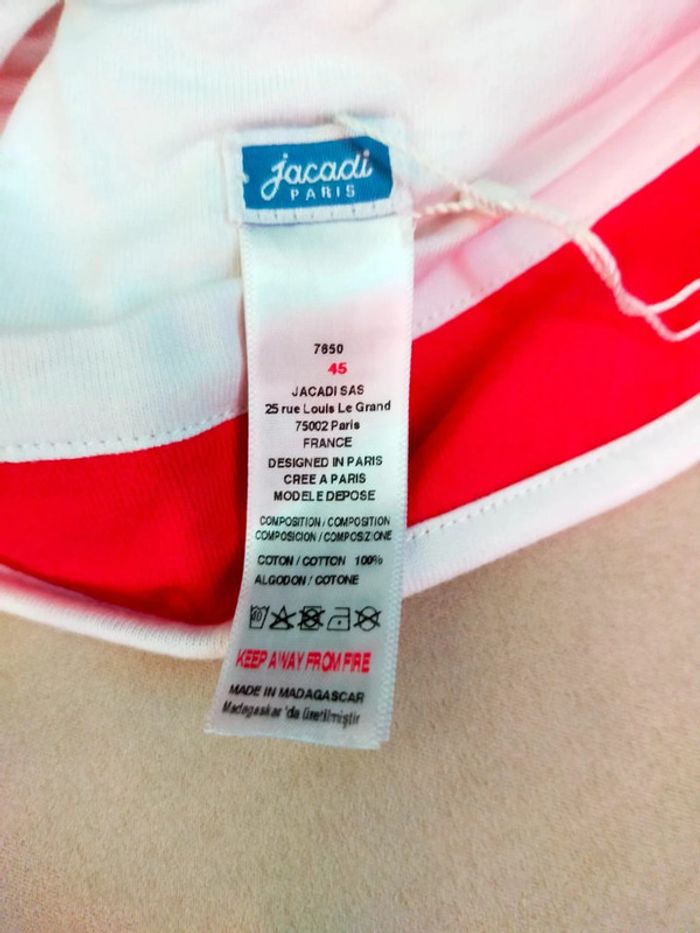 jacadi
PARIS
7650
45
JACADI SAS
25 rue Louis Le Grand
75002 Paris
FRANCE
DESIGNED IN PARIS
CREE A PARIS
MODELE DEPOSE
COMPOSITION / COMPOSITION
COMPOSICION / COMPOSZIONE
COTON / COTTON 100%
ALGODON / COTONE
40
KEEP AWAY FROM FIRE
MADE IN MADAGASCAR
Madagaskar 'da üretilmiştir